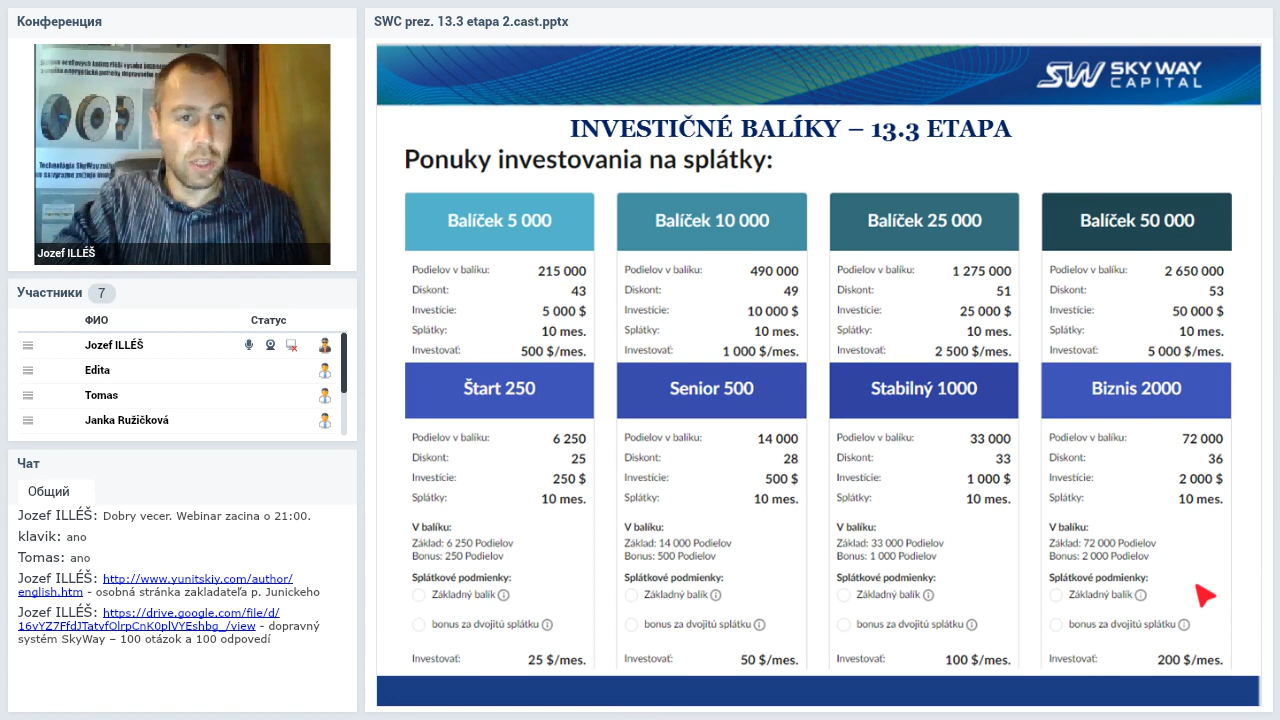 Конференция
Jozef ILLÉŠ
Участники 7
ФИО Статус
Jozef ILLÉŠ
Edita
Tomas
Janka Ružičková
Чат
Общий
Jozef ILLÉŠ: Dobry vecer. Webinar zacina o 21:00.
klavik: ano
Tomas: ano
Jozef ILLÉŠ: http://www.yunitskiy.com/author/
english.htm - osobná stránka zakladateľa p. Junického
Jozef ILLÉŠ: https://drive.google.com/file/d/
16vYZ7FfdJTatvfOlrpCnK0plVYEshbg_/view - dopravný
systém SkyWay – 100 otázok a 100 odpovedí
SWC prez. 13.3 etapa 2.cast.pptx
SW SKY WAY
CAPITAL
INVESTIČNÉ BALÍKY – 13.3 ETAPA
Ponuky investovania na splátky:
Balíček 5 000
Podielov v balíku: 215 000
Diskont: 43
Investície: 5 000 $
Splátky: 10 mes.
Investovať: 500 $/mes.
Balíček 10 000
Podielov v balíku: 490 000
Diskont: 49
Investície: 10 000 $
Splátky: 10 mes.
Investovať: 1 000 $/mes.
Balíček 25 000
Podielov v balíku: 1 275 000
Diskont: 51
Investície: 25 000 $
Splátky: 10 mes.
Investovať: 2 500 $/mes.
Balíček 50 000
Podielov v balíku: 2 650 000
Diskont: 53
Investície: 50 000 $
Splátky: 10 mes.
Investovať: 5 000 $/mes.
Štart 250
Podielov v balíku: 6 250
Diskont: 25
Investície: 250 $
Splátky: 10 mes.
V balíku:
Základ: 6 250 Podielov
Bonus: 250 Podielov
Splátkové podmienky:
Základný balík
bonus za dvojitú splátku
Investovať: 25 $/mes.
Senior 500
Podielov v balíku: 14 000
Diskont: 28
Investície: 500 $
Splátky: 10 mes.
V balíku:
Základ: 14 000 Podielov
Bonus: 500 Podielov
Splátkové podmienky:
Základný balík
bonus za dvojitú splátku
Investovať: 50 $/mes.
Stabilný 1000
Podielov v balíku: 33 000
Diskont: 33
Investície: 1 000 $
Splátky: 10 mes.
V balíku:
Základ: 33 000 Podielov
Bonus: 1 000 Podielov
Splátkové podmienky:
Základný balík
bonus za dvojitú splátku
Investovať: 100 $/mes.
Biznis 2000
Podielov v balíku: 72 000
Diskont: 36
Investície: 2 000 $
Splátky: 10 mes.
V balíku:
Základ: 72 000 Podielov
Bonus: 2 000 Podielov
Splátkové podmienky:
Základný balík
bonus za dvojitú splátku
Investovať: 200 $/mes.